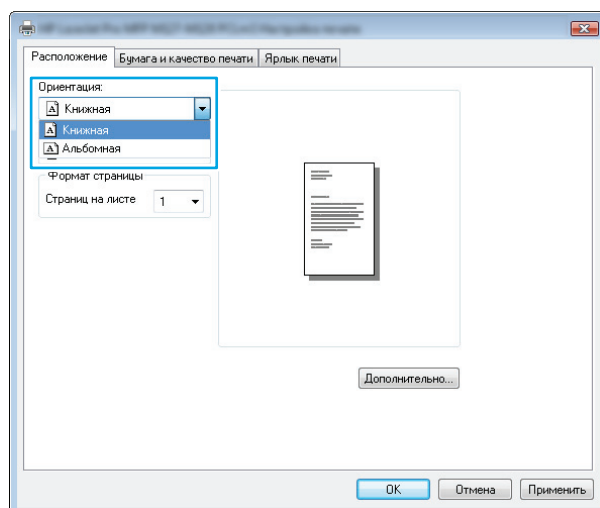 Расположение Бумага и качество печати Ярлык печати
Ориентация:
Книжная
Книжная
Альбомная
Формат страницы
Страниц на листе 1
Дополнительно...
OK Отмена Применить